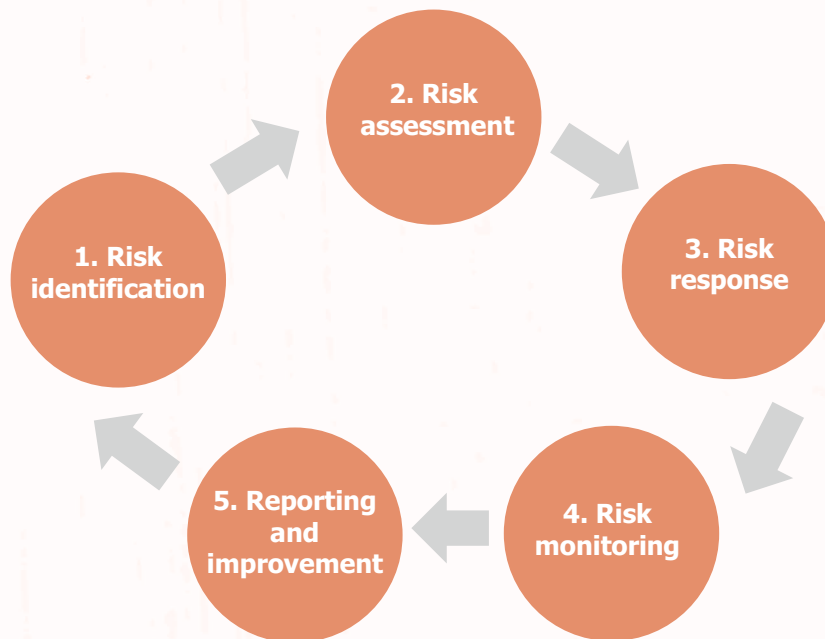 1. Risk
identification
2. Risk
assessment
3. Risk
response
4. Risk
monitoring
5. Reporting
and
improvement